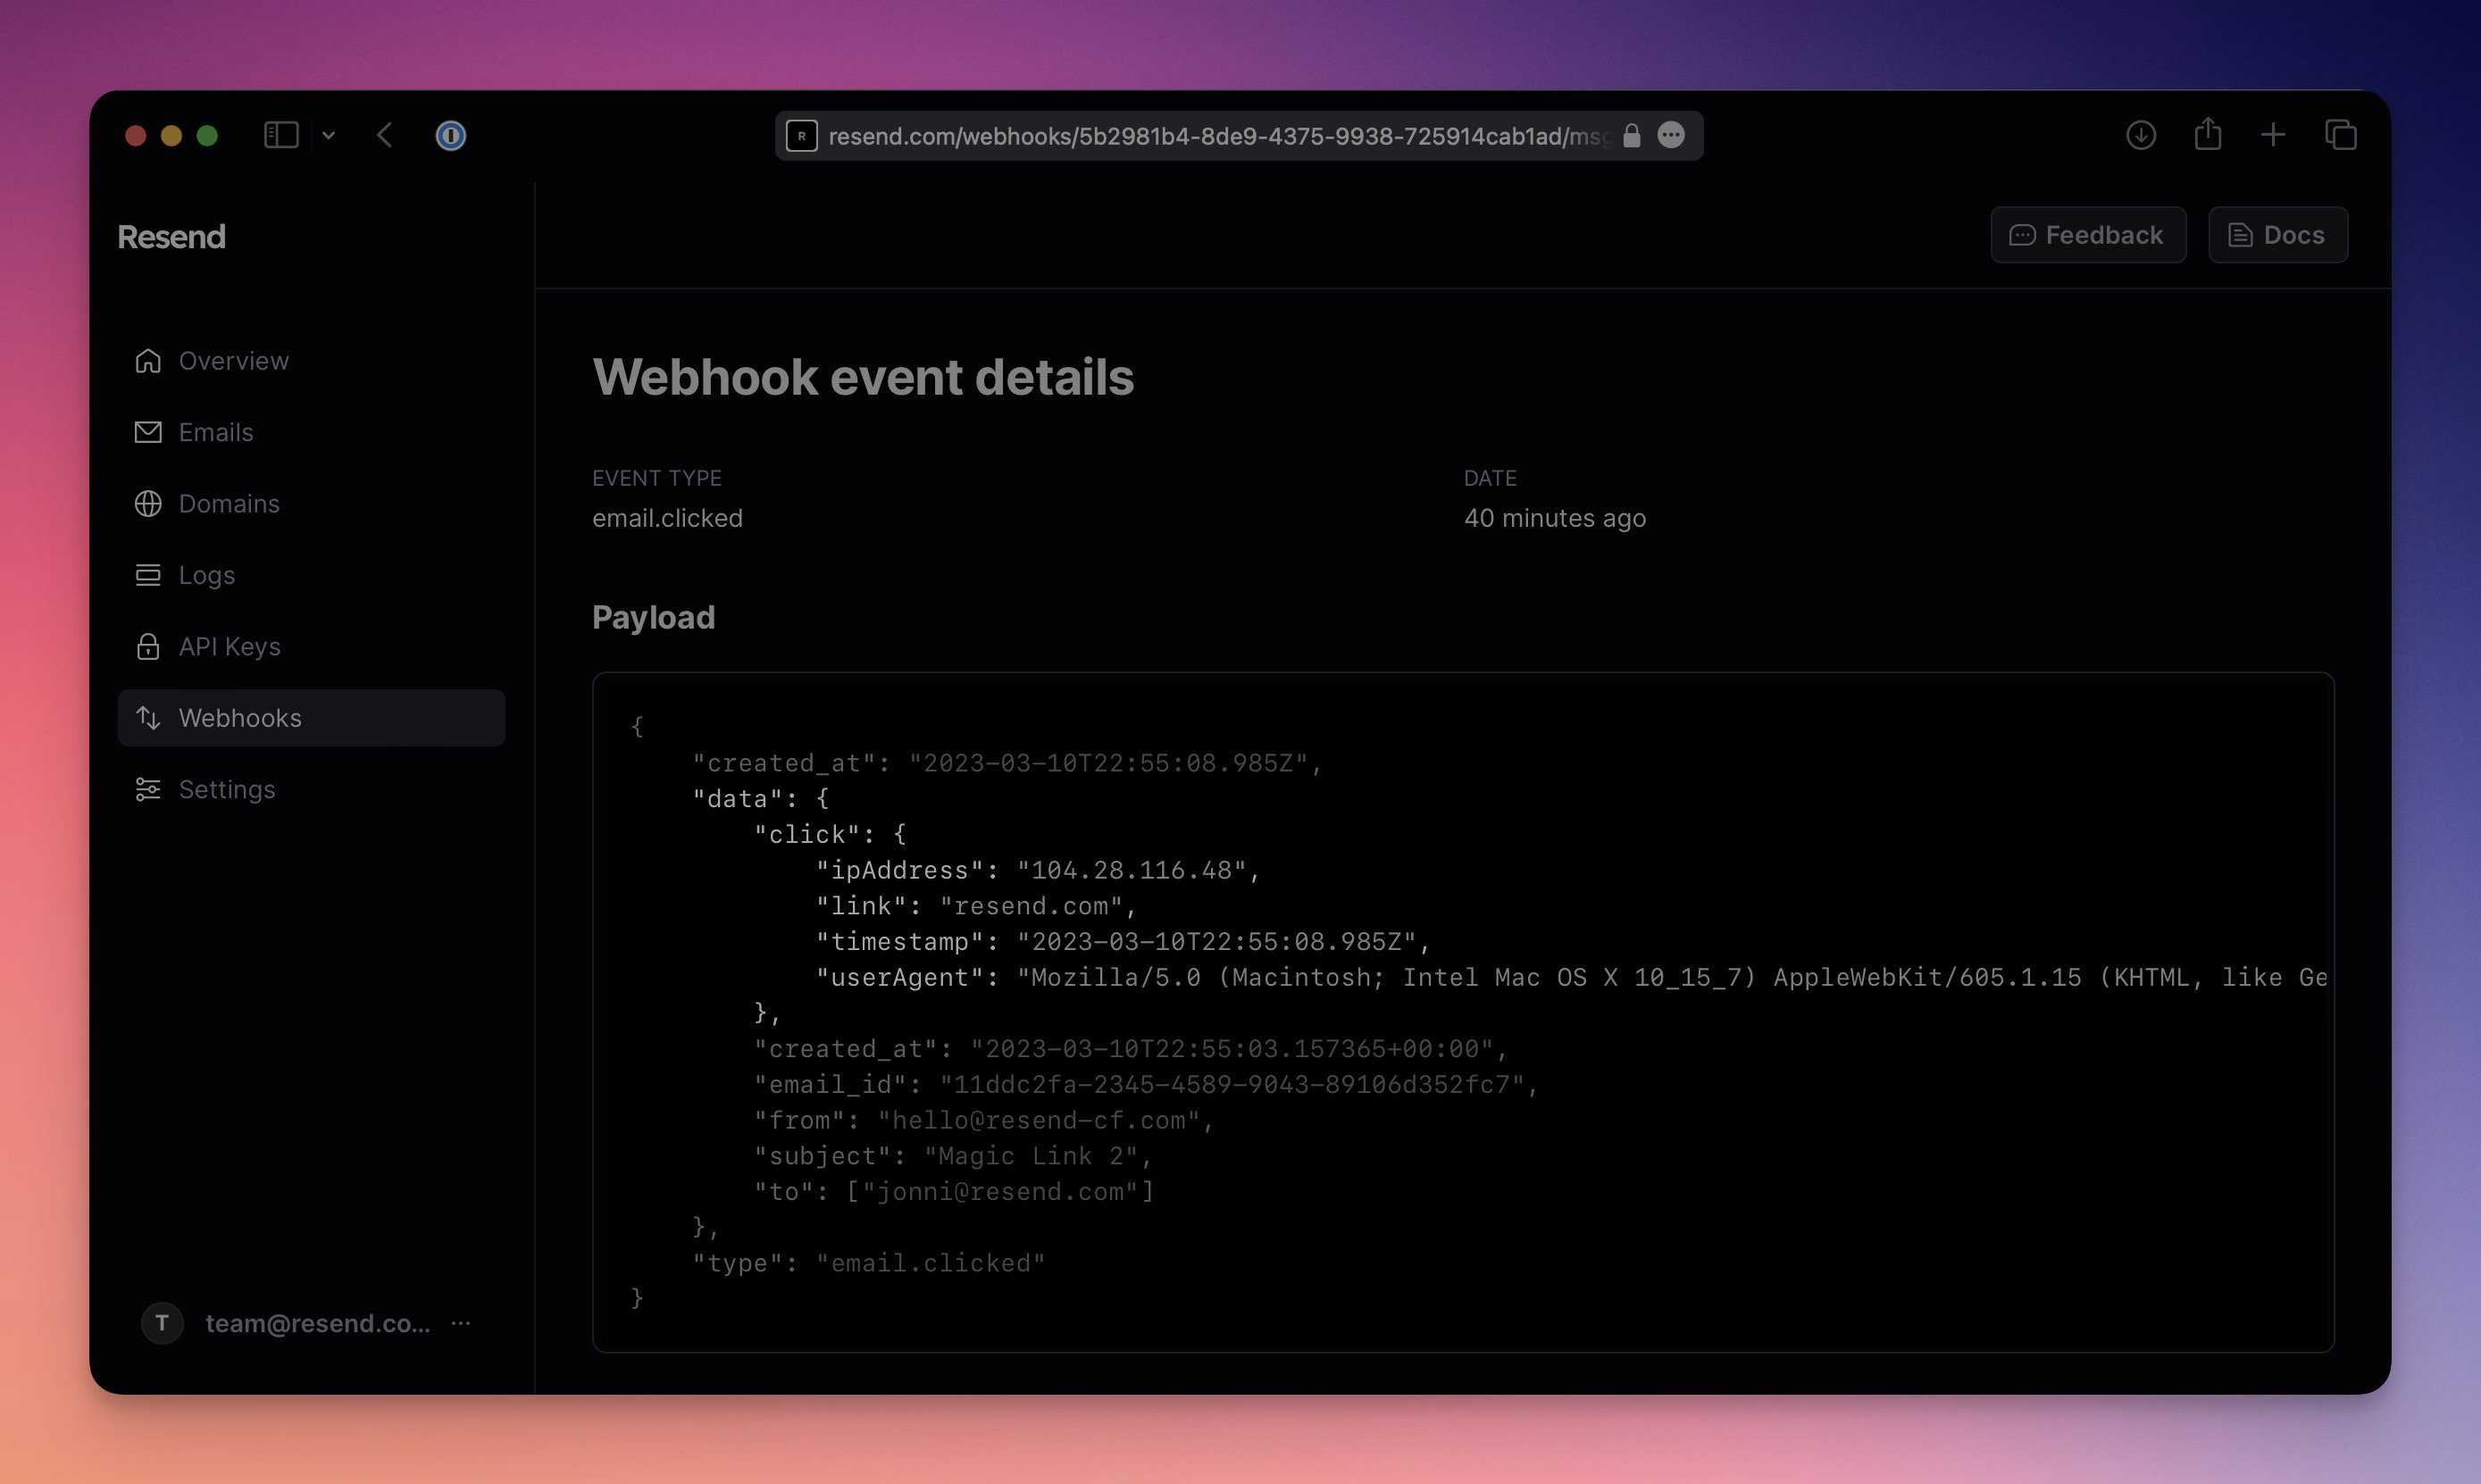 R resend.com/webhooks/5b2981b4-8de9-4375-9938-725914cab1ad/msg
Resend
Feedback
Docs
Overview
Emails
Domains
Logs
API Keys
Webhooks
Settings
Webhook event details
EVENT TYPE
DATE
email.clicked
40 minutes ago
Payload
{
"created_at": "2023-03-10T22:55:08.985Z",
"data": {
"click": {
"ipAddress": "104.28.116.48",
"link": "resend.com",
"timestamp": "2023-03-10T22:55:08.985Z",
"userAgent": "Mozilla/5.0 (Macintosh; Intel Mac OS X 10_15_7) AppleWebKit/605.1.15 (KHTML, like Ge
},
"created_at": "2023-03-10T22:55:03.157365+00:00",
"email_id": "11ddc2fa-2345-4589-9043-89106d352fc7",
"from": "hello@resend-cf.com",
"subject": "Magic Link 2",
"to": ["jonni@resend.com"]
},
"type": "email.clicked"
}
T team@resend.co... ...